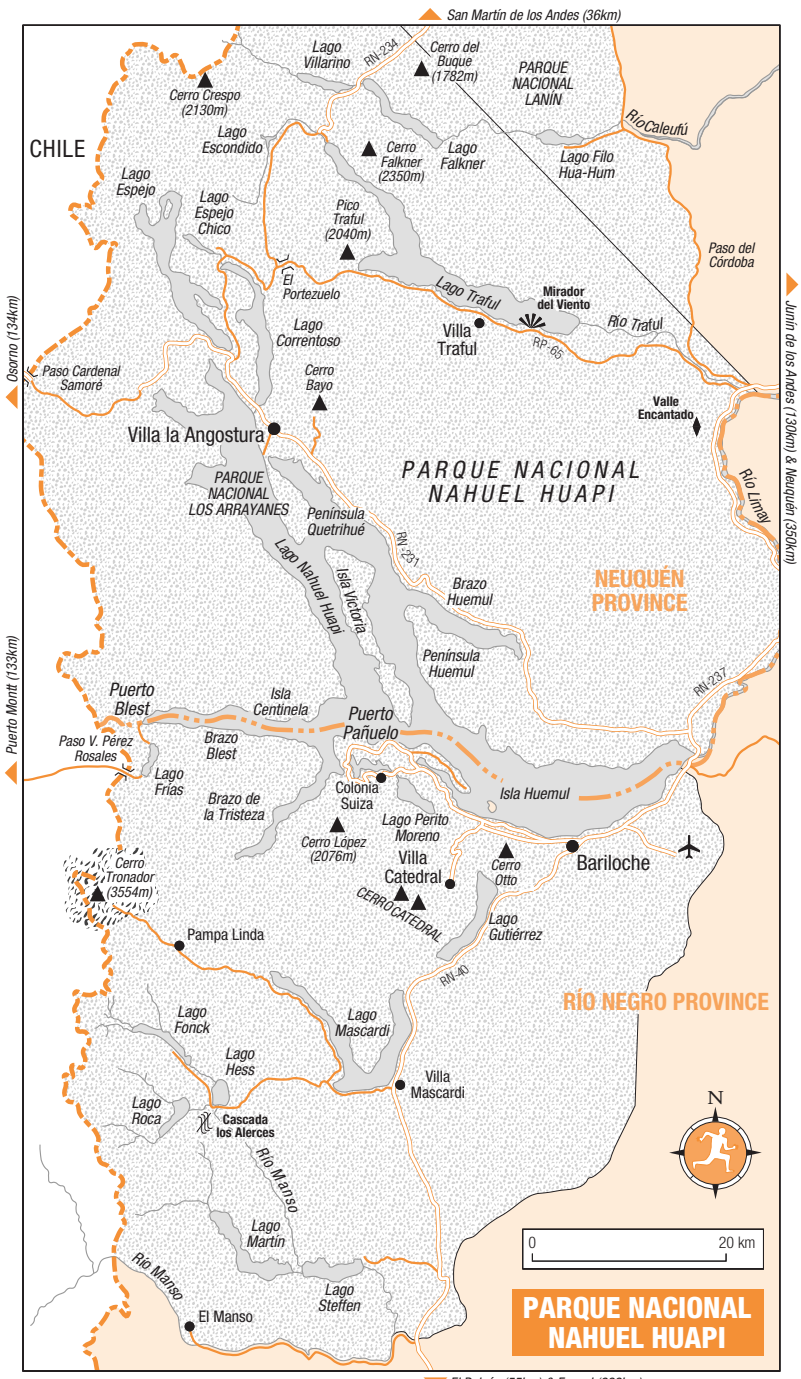 San Martín de los Andes (36km)
Lago
Villarino
RN-234
Cerro del
Buque
(1782m)
PARQUE
NACIONAL
LANÍN
Cerro Crespo
(2130m)
Río Caleufú
CHILE
Lago
Escondido
Cerro
Falkner
(2350m)
Lago
Falkner
Lago Filo
Hua-Hum
Lago
Espejo
Lago
Espejo
Chico
Pico
Traful
(2040m)
Paso del
Córdoba
El
Portezuelo
Lago Traful
Mirador
del Viento
Río Traful
Villa
Traful
RP-65
Lago
Correntoso
Osorno (134km)
Junín de los Andes (130km) & Neuquén (350km)
Paso Cardenal
Samoré
Cerro
Bayo
Valle
Encantado
Villa la Angostura
PARQUE NACIONAL
NAHUEL HUAPI
PARQUE
NACIONAL
LOS ARRAYANES
Península
Quetrihué
Río Limay
RN-231
Lago Nahuel Huapi
Isla Victoria
Brazo
Huemul
NEUQUÉN
PROVINCE
Península
Huemul
Puerto Montt (133km)
RN-237
Puerto
Blest
Isla
Centinela
Puerto
Pañuelo
Paso V. Pérez
Rosales
Brazo
Blest
Lago
Frías
Brazo de
la Tristeza
Colonia
Suiza
Isla Huemul
Lago Perito
Moreno
Cerro López
(2076m)
Villa
Catedral
Cerro
Otto
Bariloche
Cerro
Tronador
(3554m)
CERRO CATEDRAL
Lago
Gutiérrez
Pampa Linda
RN-40
RÍO NEGRO PROVINCE
Lago
Fonck
Lago
Mascardi
Lago
Hess
Villa
Mascardi
Lago
Roca
Cascada
los Alerces
N
Río Manso
Lago
Martín
Río Manso
Lago
Steffen
El Manso
0 20 km
PARQUE NACIONAL
NAHUEL HUAPI